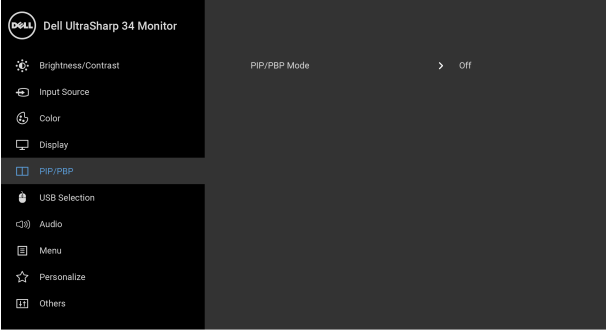 DELL Dell UltraSharp 34 Monitor
Brightness/Contrast
PIP/PBP Mode > Off
Input Source
Color
Display
PIP/PBP
USB Selection
Audio
Menu
Personalize
Others